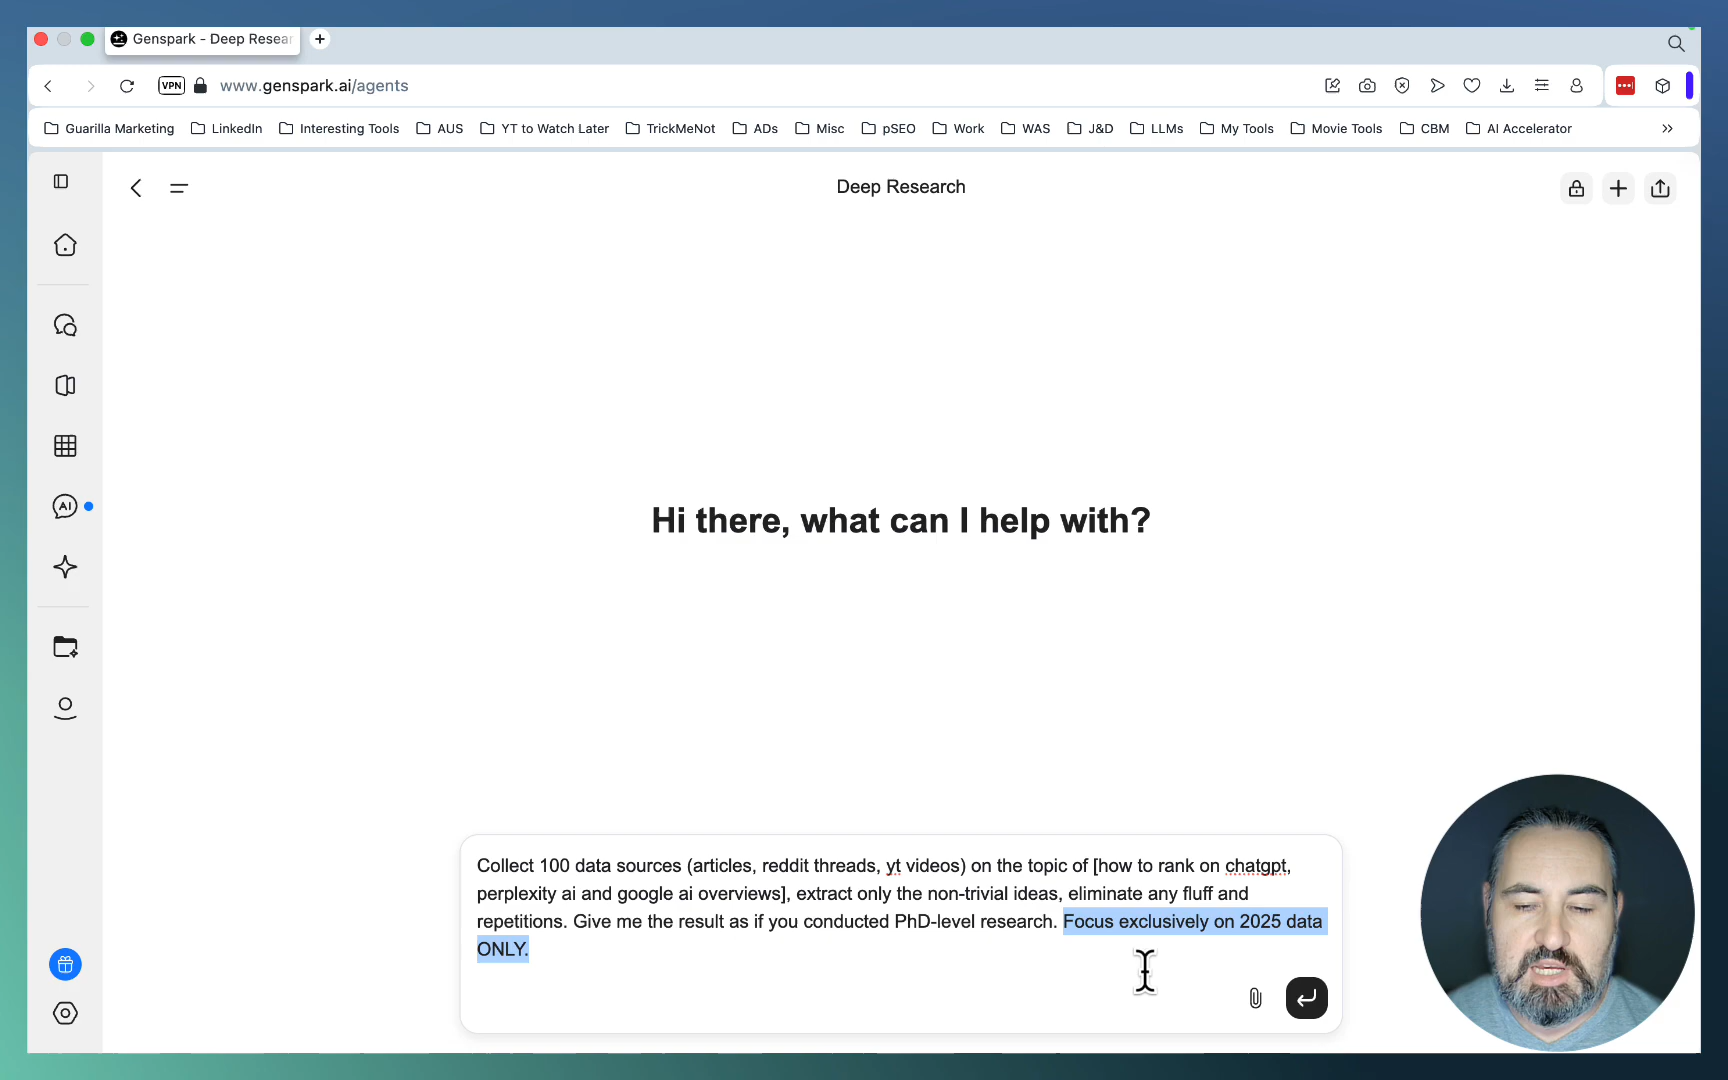 Genspark - Deep Resear
VPN
www.genspark.ai/agents
Guarilla Marketing
LinkedIn
Interesting Tools
AUS
YT to Watch Later
TrickMeNot
ADs
Misc
pSEO
Work
WAS
J&D
LLMs
My Tools
Movie Tools
CBM
AI Accelerator
Deep Research
AI
Hi there, what can I help with?
Collect 100 data sources (articles, reddit threads, yt videos) on the topic of [how to rank on chatgpt,
perplexity ai and google ai overviews], extract only the non-trivial ideas, eliminate any fluff and
repetitions. Give me the result as if you conducted PhD-level research. Focus exclusively on 2025 data
ONLY.